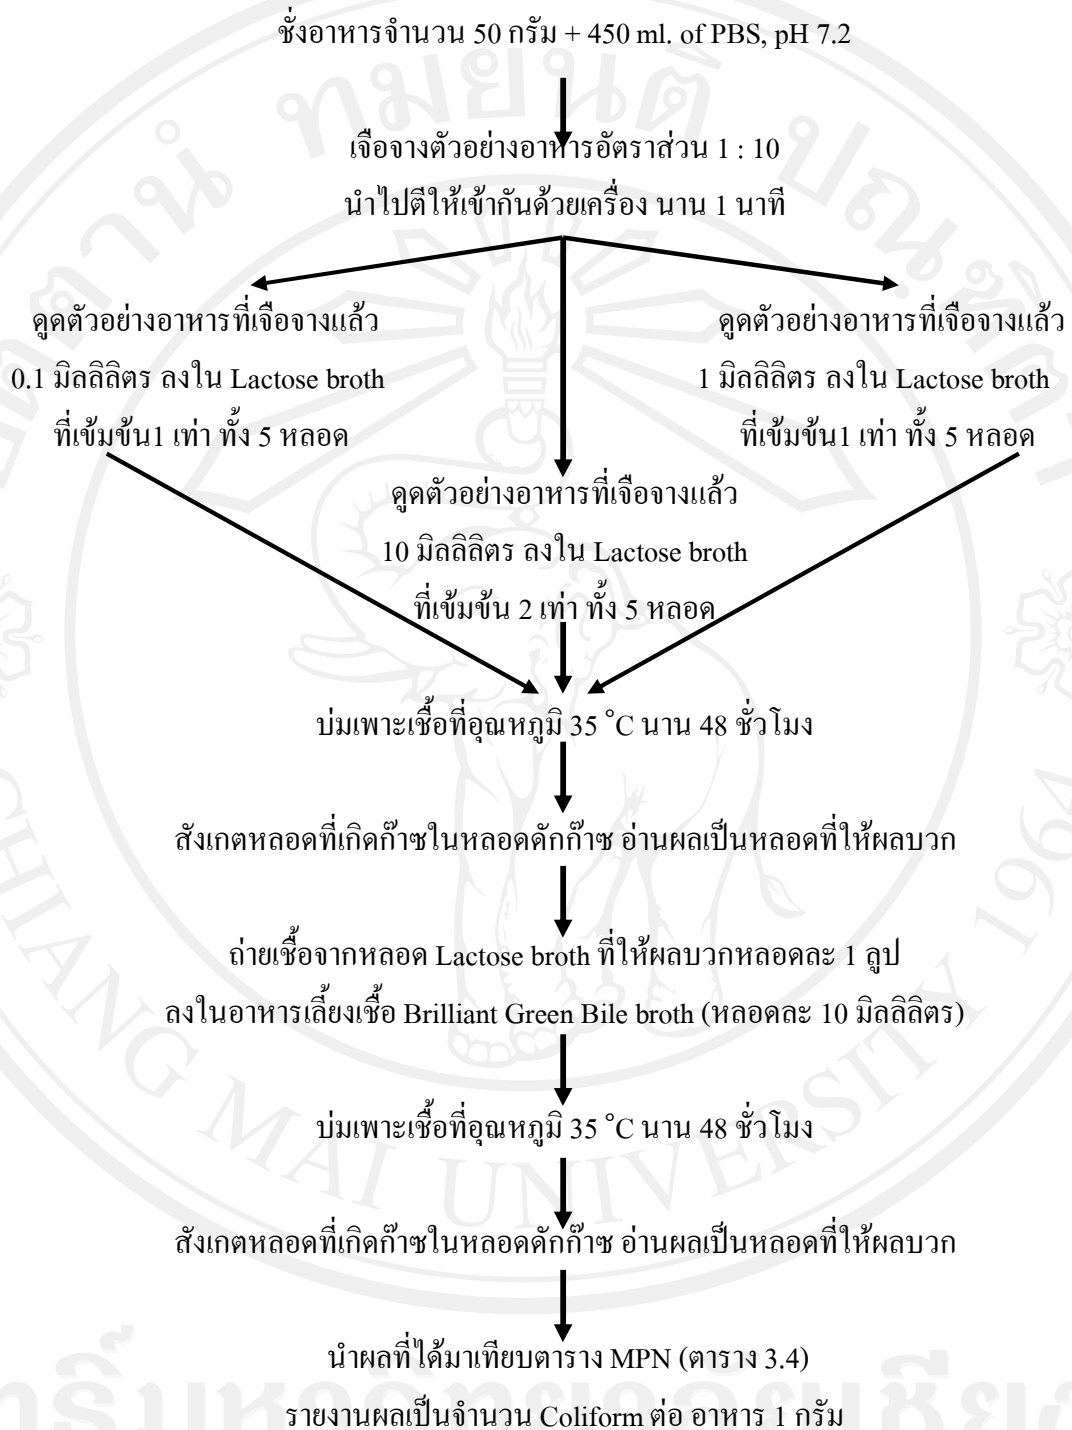 ชั่งอาหารจำนวน 50 กรัม + 450 ml. of PBS, pH 7.2
เจือจางตัวอย่างอาหารอัตราส่วน 1 : 10
นำไปตีให้เข้ากันด้วยเครื่อง นาน 1 นาที
ดูดตัวอย่างอาหารที่เจือจางแล้ว
0.1 มิลลิลิตร ลงใน Lactose broth
ที่เข้มข้น1 เท่า ทั้ง 5 หลอด
ดูดตัวอย่างอาหารที่เจือจางแล้ว
1 มิลลิลิตร ลงใน Lactose broth
ที่เข้มข้น1 เท่า ทั้ง 5 หลอด
ดูดตัวอย่างอาหารที่เจือจางแล้ว
10 มิลลิลิตร ลงใน Lactose broth
ที่เข้มข้น 2 เท่า ทั้ง 5 หลอด
บ่มเพาะเชื้อที่อุณหภูมิ 35 °C นาน 48 ชั่วโมง
สังเกตหลอดที่เกิดก๊าซในหลอดดักก๊าซ อ่านผลเป็นหลอดที่ให้ผลบวก
ถ่ายเชื้อจากหลอด Lactose broth ที่ให้ผลบวกหลอดละ 1 ลูป
ลงในอาหารเลี้ยงเชื้อ Brilliant Green Bile broth (หลอดละ 10 มิลลิลิตร)
บ่มเพาะเชื้อที่อุณหภูมิ 35 °C นาน 48 ชั่วโมง
สังเกตหลอดที่เกิดก๊าซในหลอดดักก๊าซ อ่านผลเป็นหลอดที่ให้ผลบวก
นำผลที่ได้มาเทียบตาราง MPN (ตาราง 3.4)
รายงานผลเป็นจำนวน Coliform ต่อ อาหาร 1 กรัม
CHIANG MAI UNIVERSITY 1964